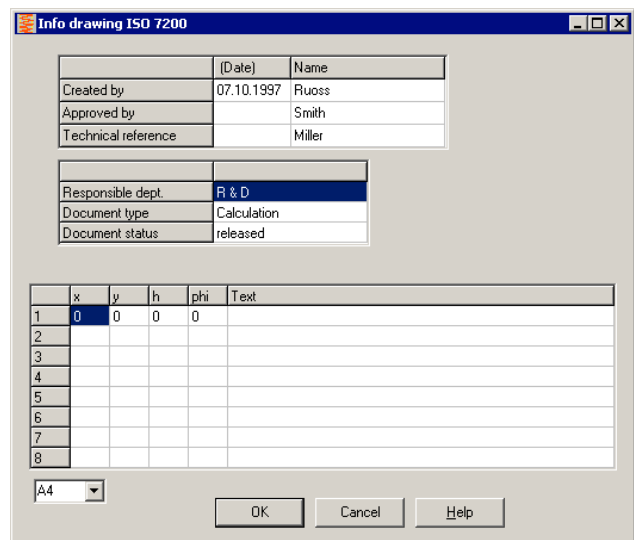 Info drawing ISO 7200
(Date) Name
Created by 07.10.1997 Ruoss
Approved by Smith
Technical reference Miller
Responsible dept. R & D
Document type Calculation
Document status released
x y h phi Text
1 0 0 0 0
2
3
4
5
6
7
8
A4
OK Cancel Help